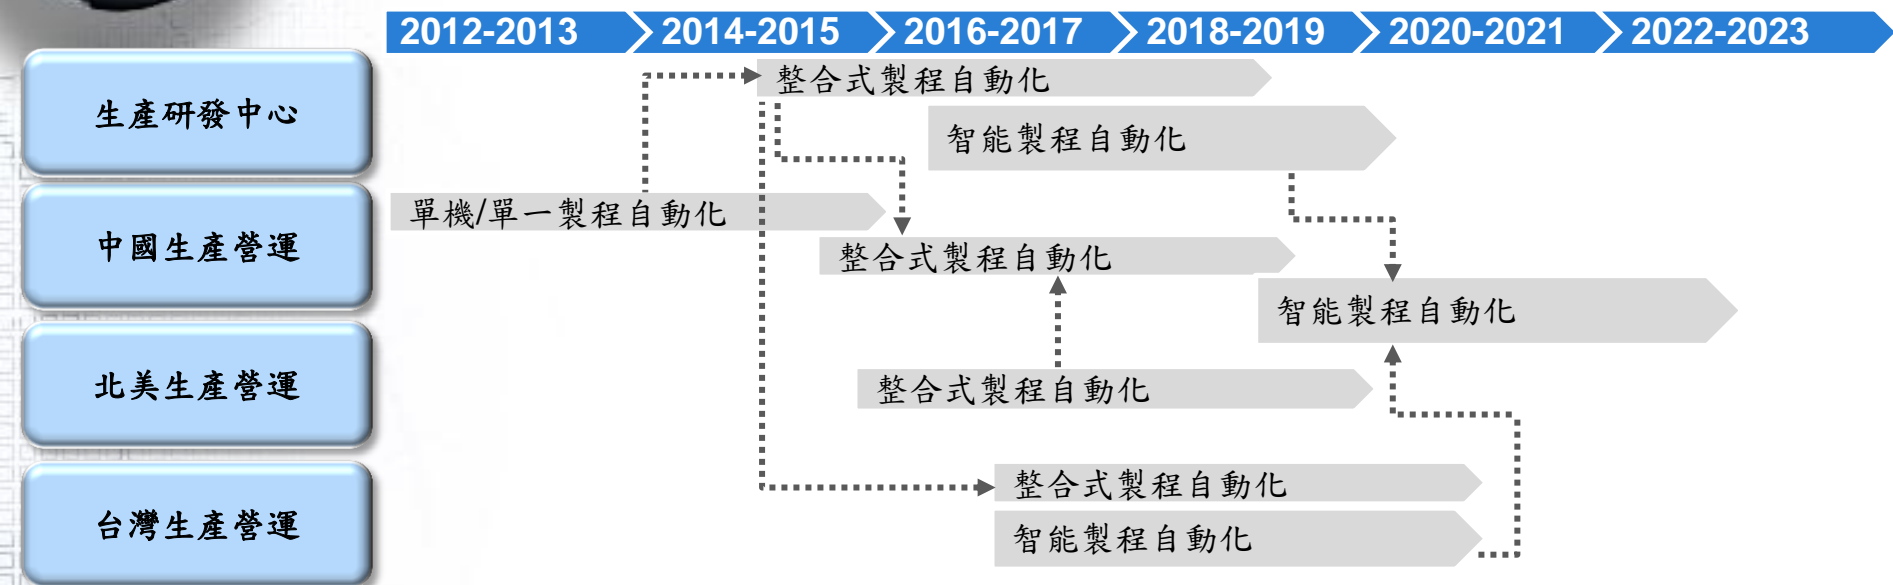 2012-2013
2014-2015
2016-2017
2018-2019
2020-2021
2022-2023
生產研發中心
整合式製程自動化
智能製程自動化
中國生產營運
單機/單一製程自動化
整合式製程自動化
智能製程自動化
北美生產營運
整合式製程自動化
台灣生產營運
整合式製程自動化
智能製程自動化